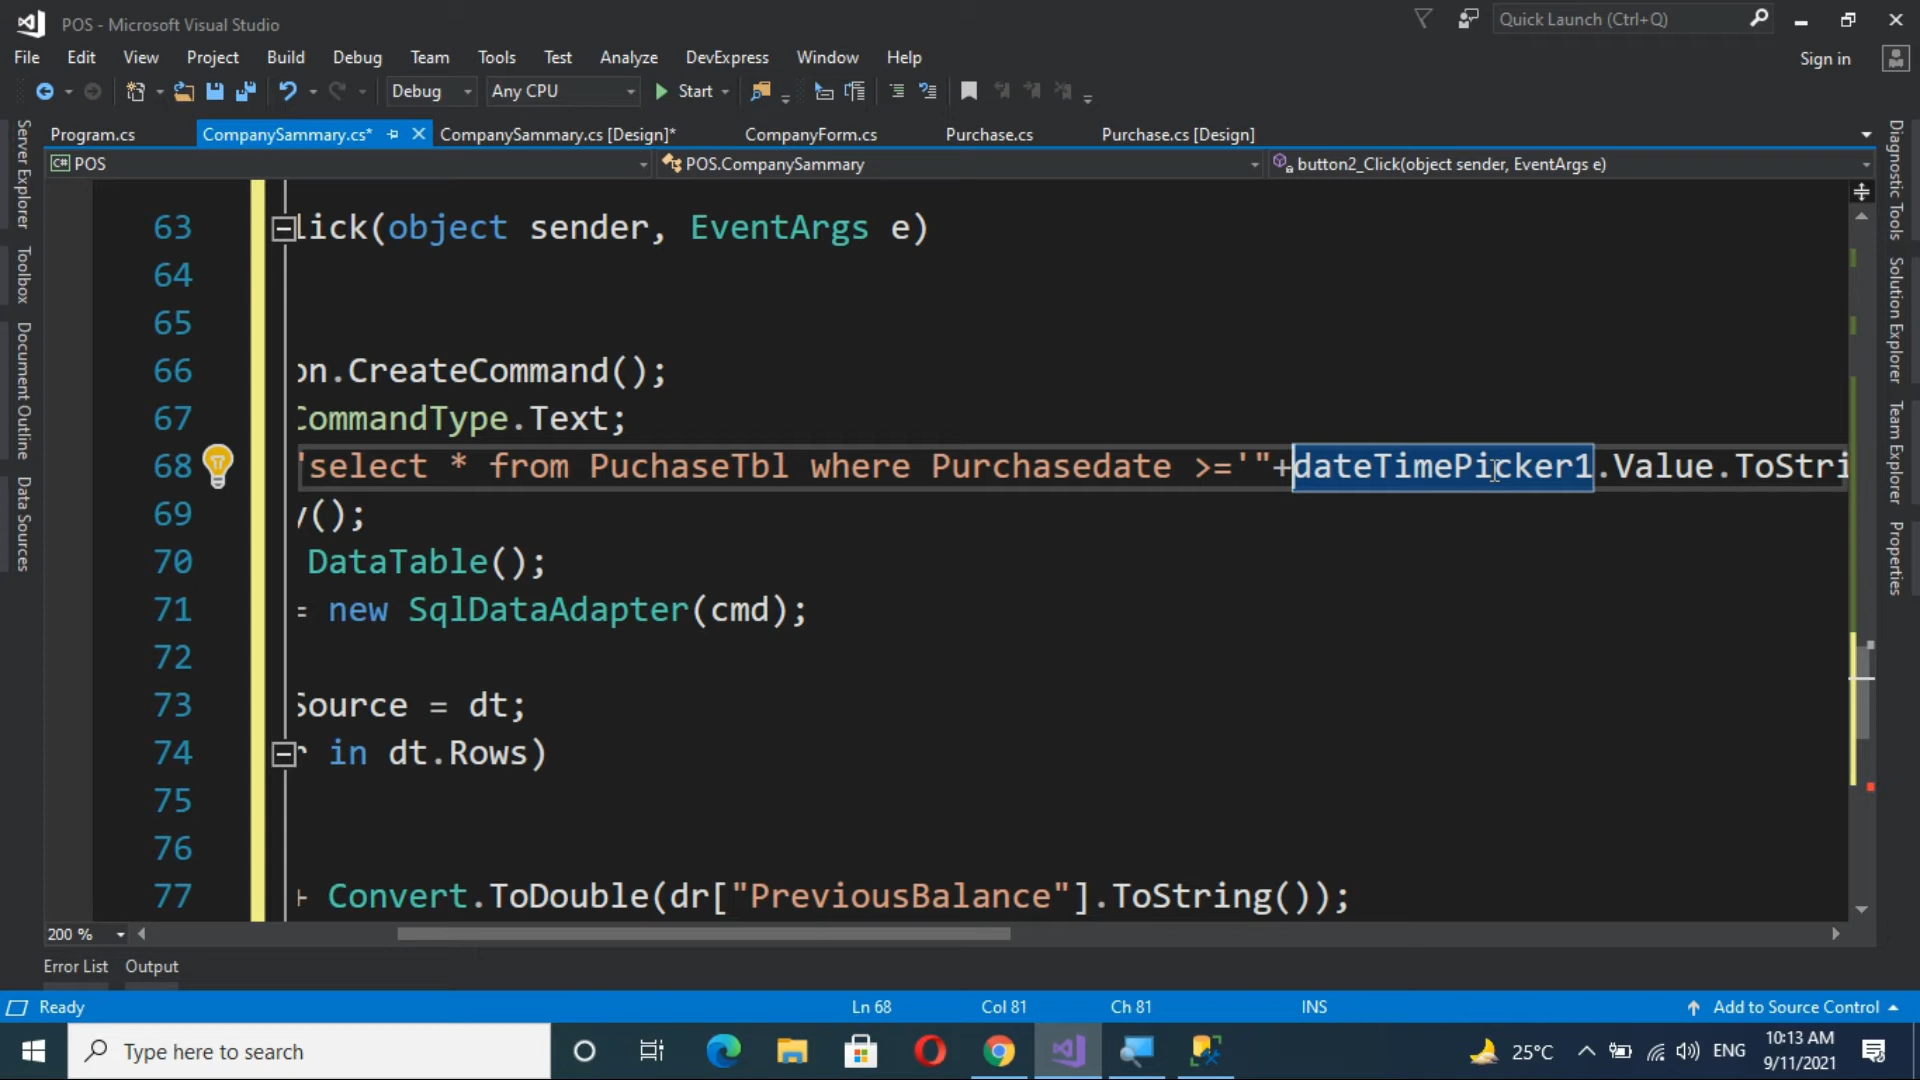 POS - Microsoft Visual Studio
Quick Launch (Ctrl+Q)
File Edit View Project Build Debug Team Tools Test Analyze DevExpress Window Help
Sign in
Debug Any CPU Start
Program.cs CompanySammary.cs* CompanySammary.cs [Design]* CompanyForm.cs Purchase.cs Purchase.cs [Design]
C# POS POS.CompanySammary button2_Click(object sender, EventArgs e)
Server Explorer
Toolbox
Document Outline
Data Sources
63 lick(object sender, EventArgs e)
64
65
66 on.CreateCommand();
67 CommandType.Text;
68 "select * from PuchaseTbl where Purchasedate >='"+dateTimePicker1.Value.ToStri
69 y();
70 DataTable();
71 = new SqlDataAdapter(cmd);
72
73 Source = dt;
74 r in dt.Rows)
75
76
77 + Convert.ToDouble(dr["PreviousBalance"].ToString());
Diagnostic Tools
Solution Explorer
Team Explorer
Properties
200 %
Error List Output
Ready Ln 68 Col 81 Ch 81 INS Add to Source Control
Type here to search
25°C ENG
10:13 AM
9/11/2021